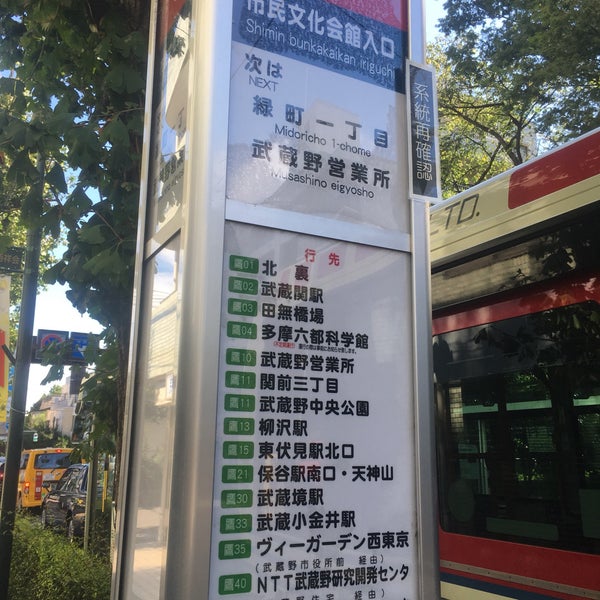 市民文化会館入口
Shimin bunkakaikan iriguchi
次は
NEXT
緑町一丁目
Midoricho 1-chome
武蔵野営業所
Musashino eigyosho
系統再確認
行先
鷹01 北裏
鷹02 武蔵関駅
鷹03 田無橋場
鷹04 多摩六都科学館
鷹10 武蔵野営業所
鷹11 関前三丁目
鷹11 武蔵野中央公園
鷹13 柳沢駅
鷹15 東伏見駅北口
鷹21 保谷駅南口・天神山
鷹30 武蔵境駅
鷹33 武蔵小金井駅
鷹35 ヴィーガーデン西東京
(武蔵野市役所前 経由)
鷹40 NTT武蔵野研究開発センタ